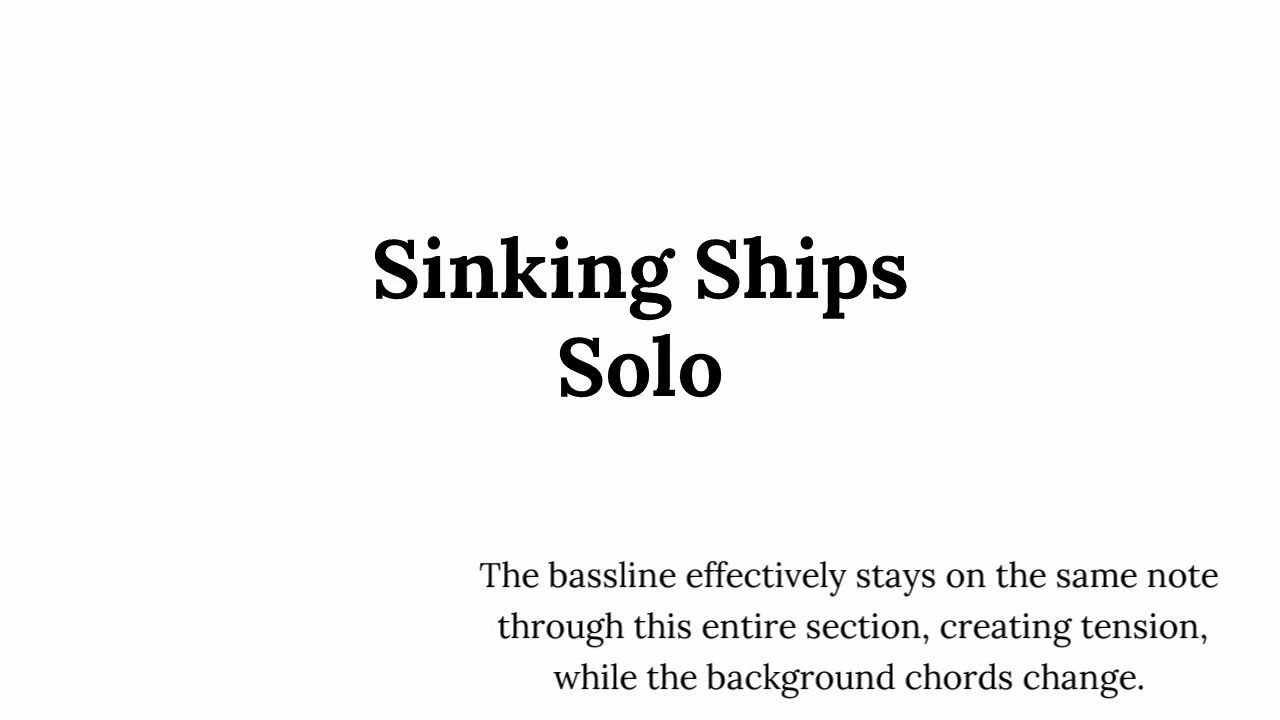 Sinking Ships
Solo
The bassline effectively stays on the same note
through this entire section, creating tension,
while the background chords change.